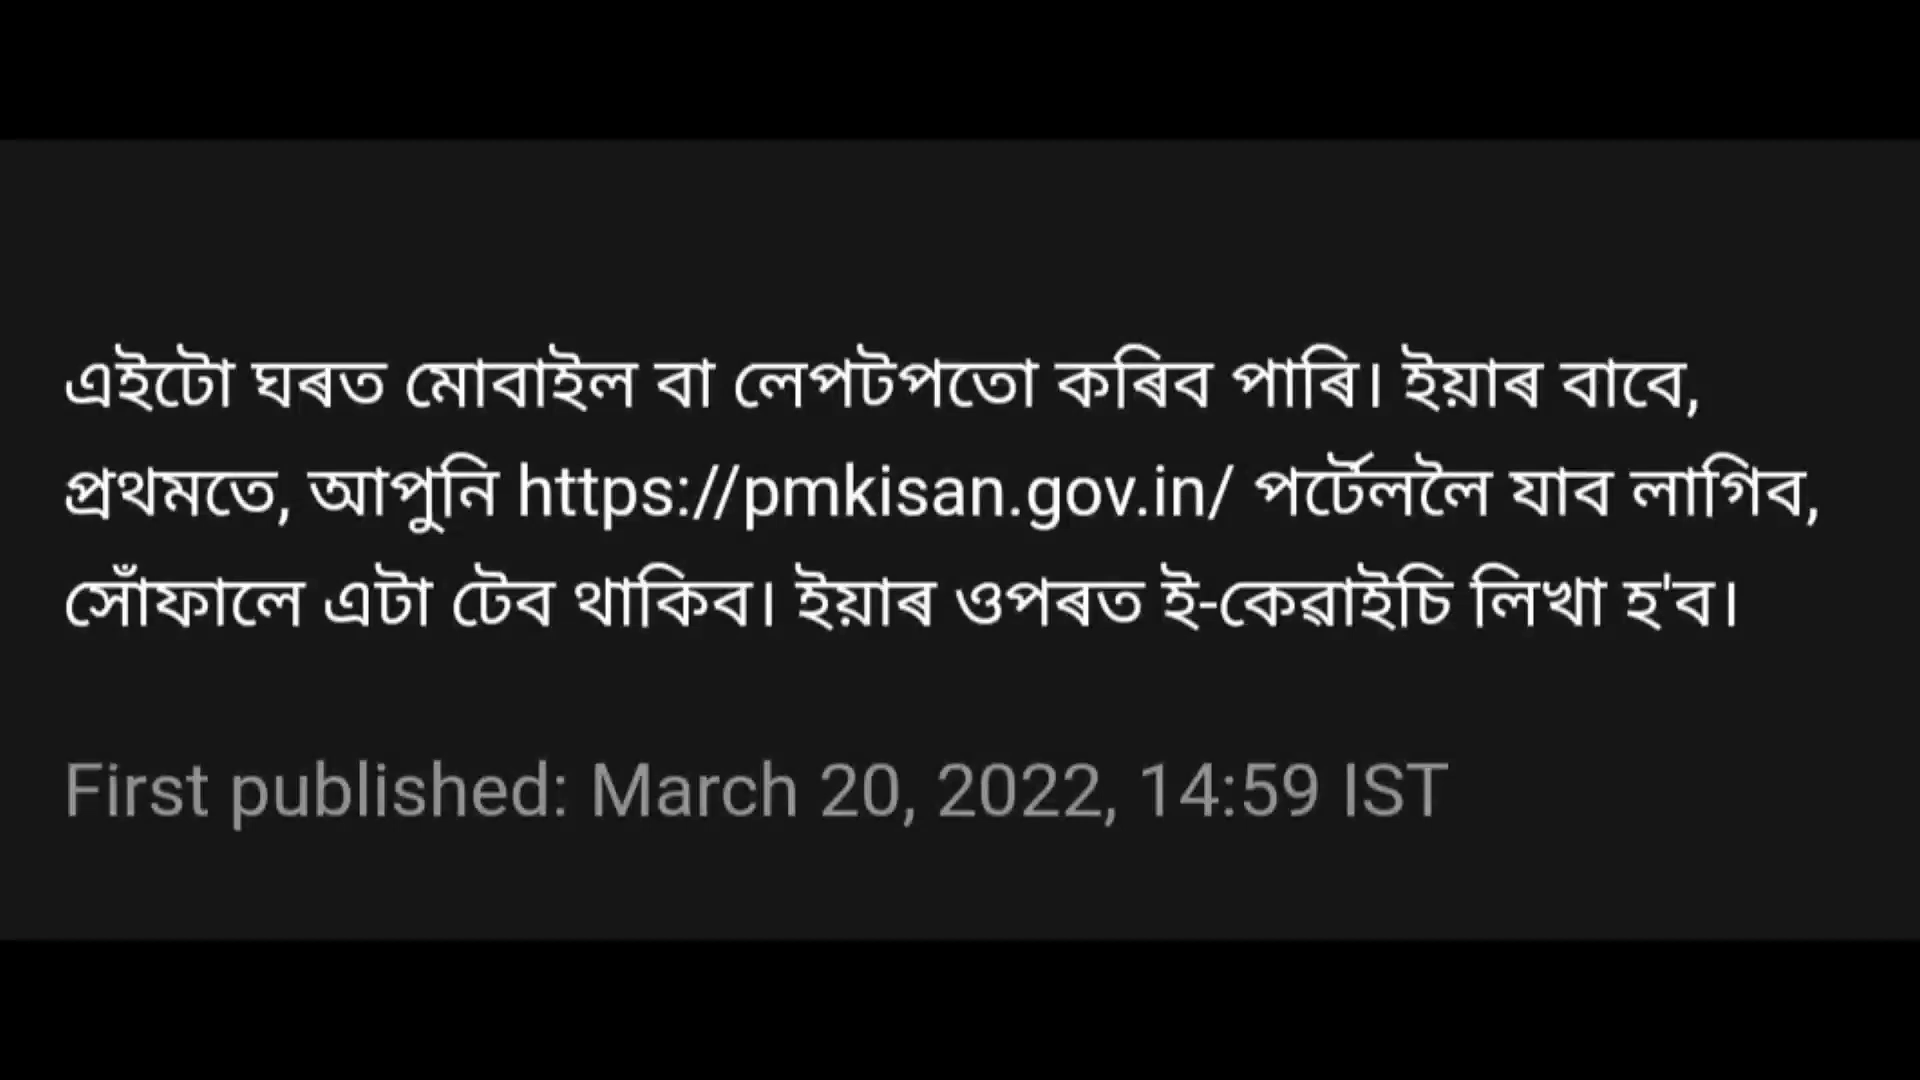 এইটো ঘৰত মোবাইল বা লেপটপতো কৰিব পাৰি। ইয়াৰ বাবে,
প্ৰথমতে, আপুনি https://pmkisan.gov.in/ পৰ্টেললৈ যাব লাগিব,
সোঁফালে এটা টেব থাকিব। ইয়াৰ ওপৰত ই-কেৱাইচি লিখা হ'ব।
First published: March 20, 2022, 14:59 IST